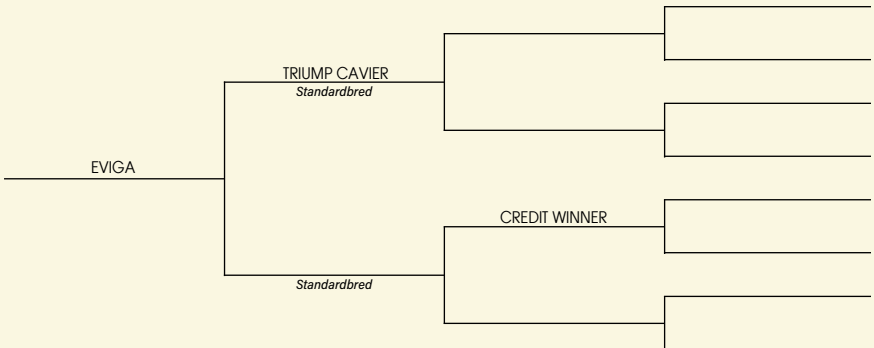 TRIUMP CAVIER
Standardbred
EVIGA
CREDIT WINNER
Standardbred